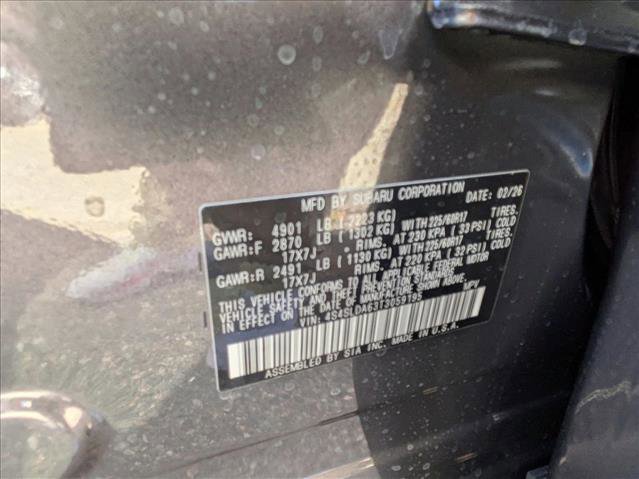 MFD BY SUBARU CORPORATION DATE: 02/26
GVWR: 4901 LB ( 2223 KG) TIRES,
GAWR:F 2870 LB ( 1302 KG) WITH 225/60R17
17X7J RIMS, AT 230 KPA ( 33 PSI) COLD
GAWR:R 2491 LB ( 1130 KG) WITH 225/60R17 TIRES,
17X7J RIMS, AT 220 KPA ( 32 PSI) COLD
THIS VEHICLE CONFORMS TO ALL APPLICABLE FEDERAL MOTOR
VEHICLE SAFETY AND THEFT PREVENTION STANDARDS
IN EFFECT ON THE DATE OF MANUFACTURE SHOWN ABOVE.
VIN: 4S4SLDA63T3059195 MPV
ASSEMBLED BY SIA INC. MADE IN U.S.A.